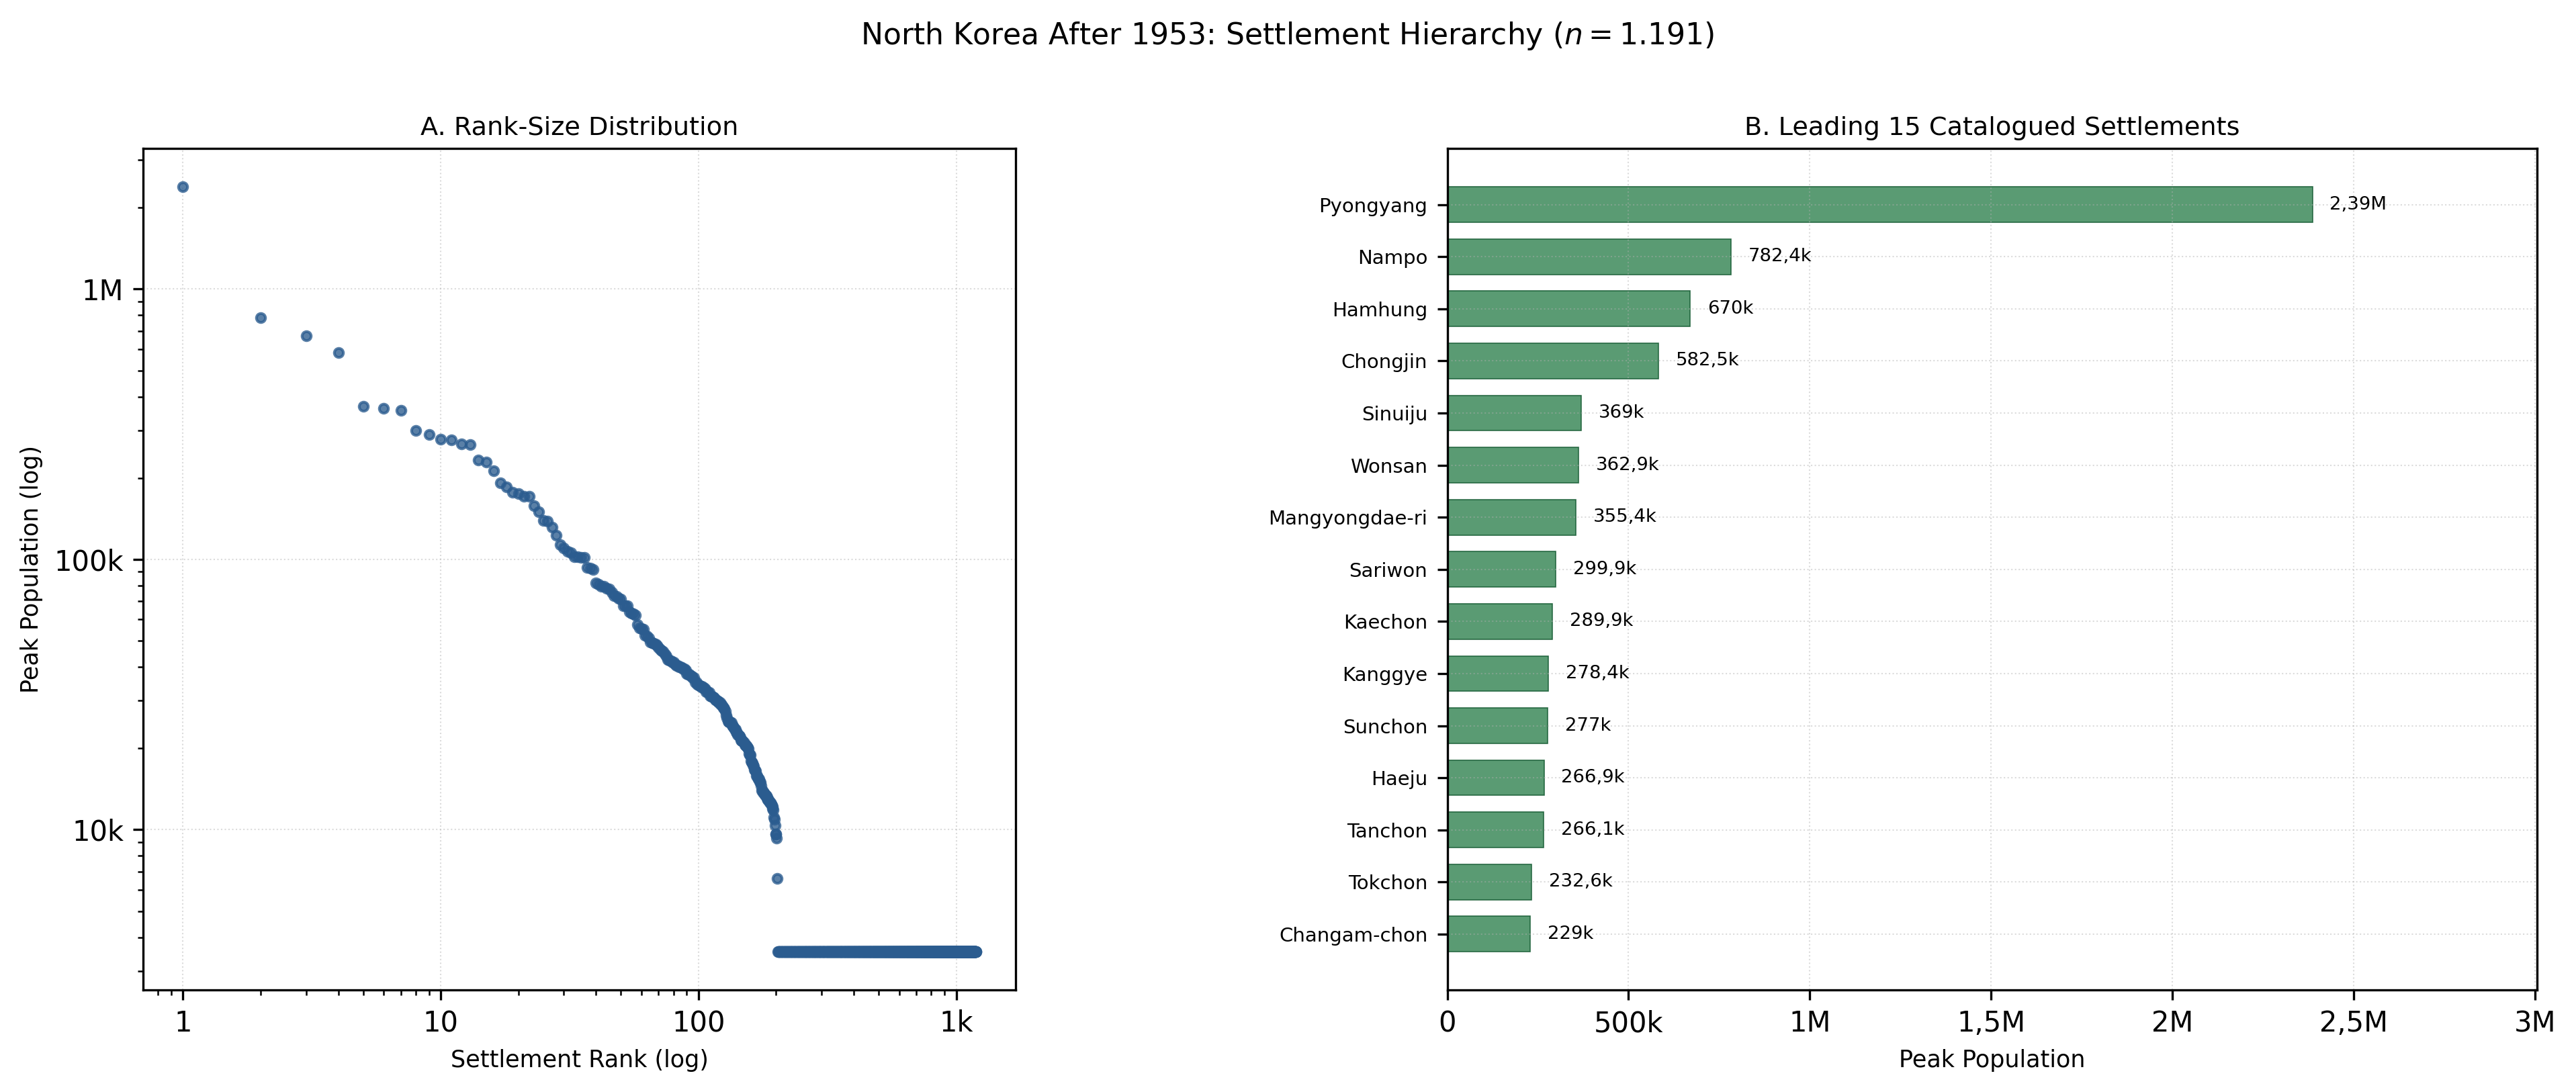 North Korea After 1953: Settlement Hierarchy (n = 1.191)
A. Rank-Size Distribution
Peak Population (log)
1M
100k
10k
1
10
100
1k
Settlement Rank (log)
B. Leading 15 Catalogued Settlements
Pyongyang 2,39M
Nampo 782,4k
Hamhung 670k
Chongjin 582,5k
Sinuiju 369k
Wonsan 362,9k
Mangyongdae-ri 355,4k
Sariwon 299,9k
Kaechon 289,9k
Kanggye 278,4k
Sunchon 277k
Haeju 266,9k
Tanchon 266,1k
Tokchon 232,6k
Changam-chon 229k
0
500k
1M
1,5M
2M
2,5M
3M
Peak Population